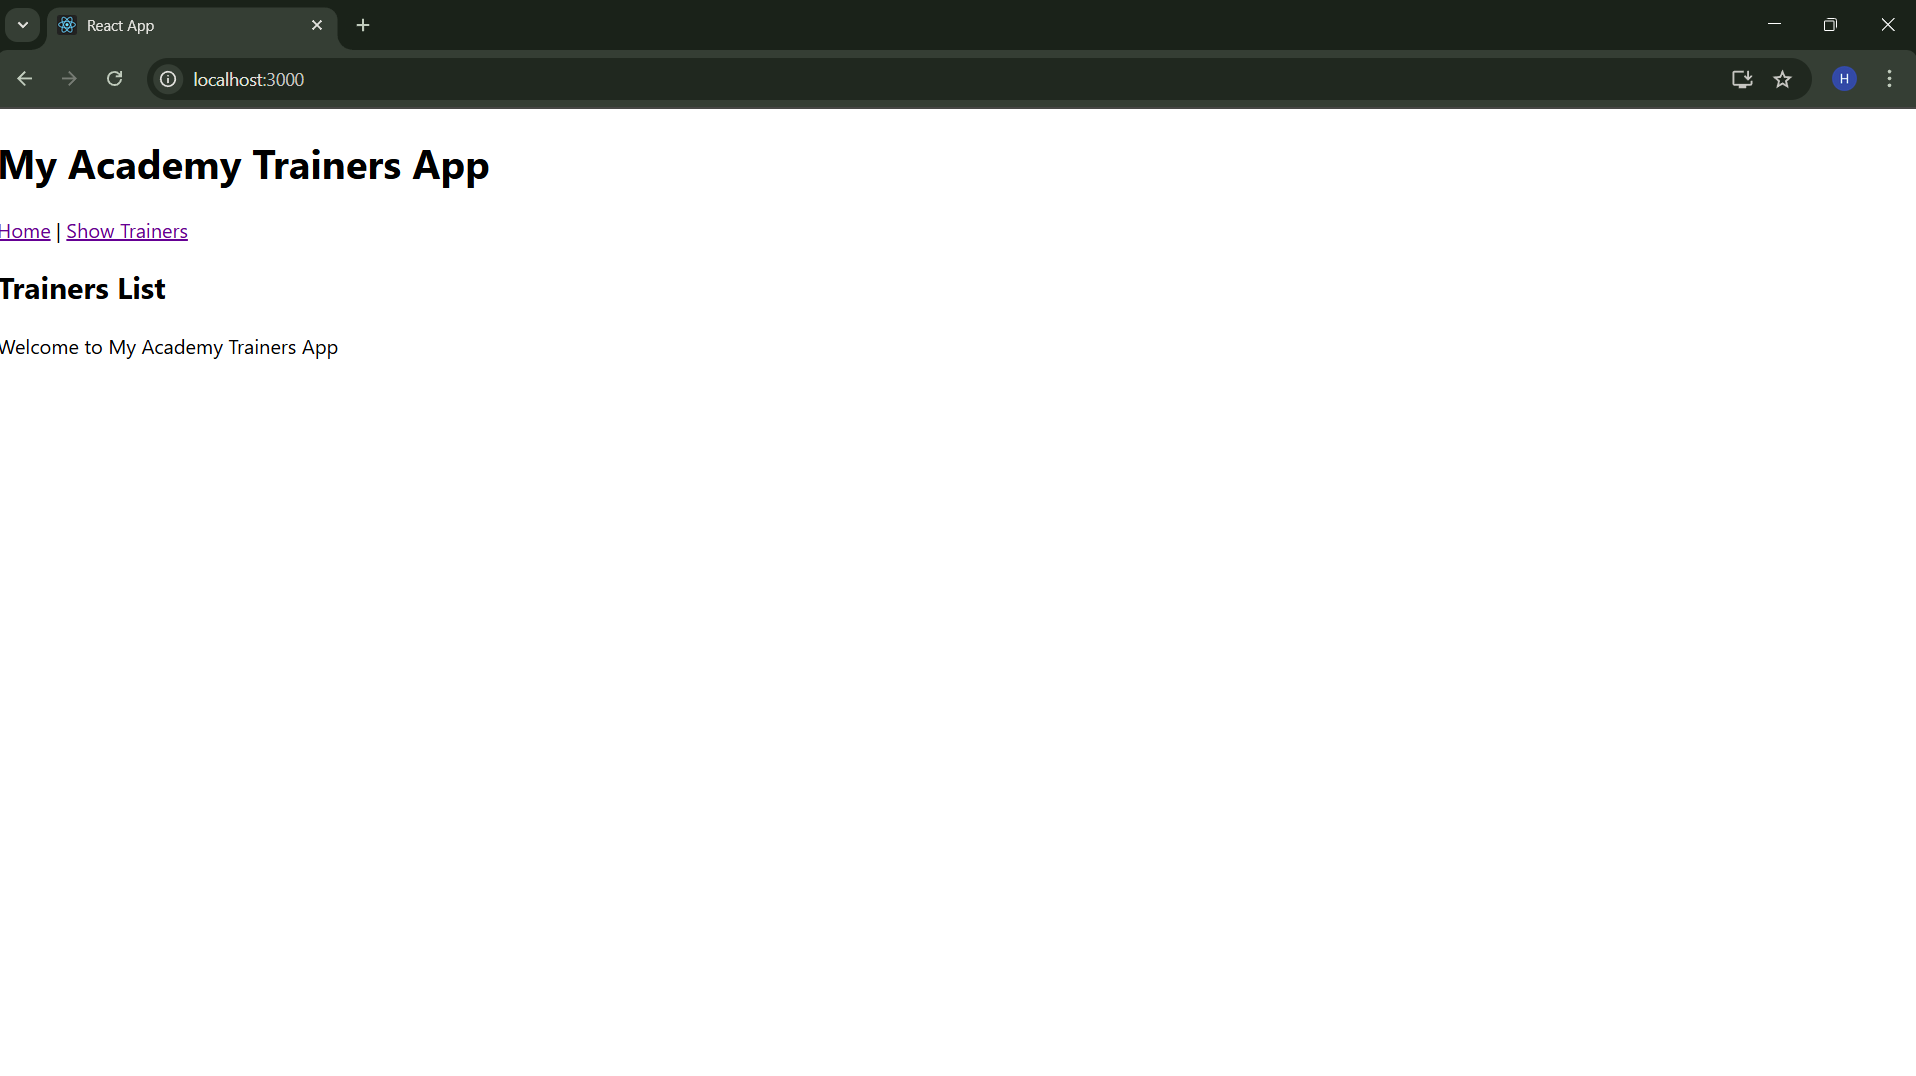 React App
localhost:3000
H
My Academy Trainers App
Home | Show Trainers
Trainers List
Welcome to My Academy Trainers App